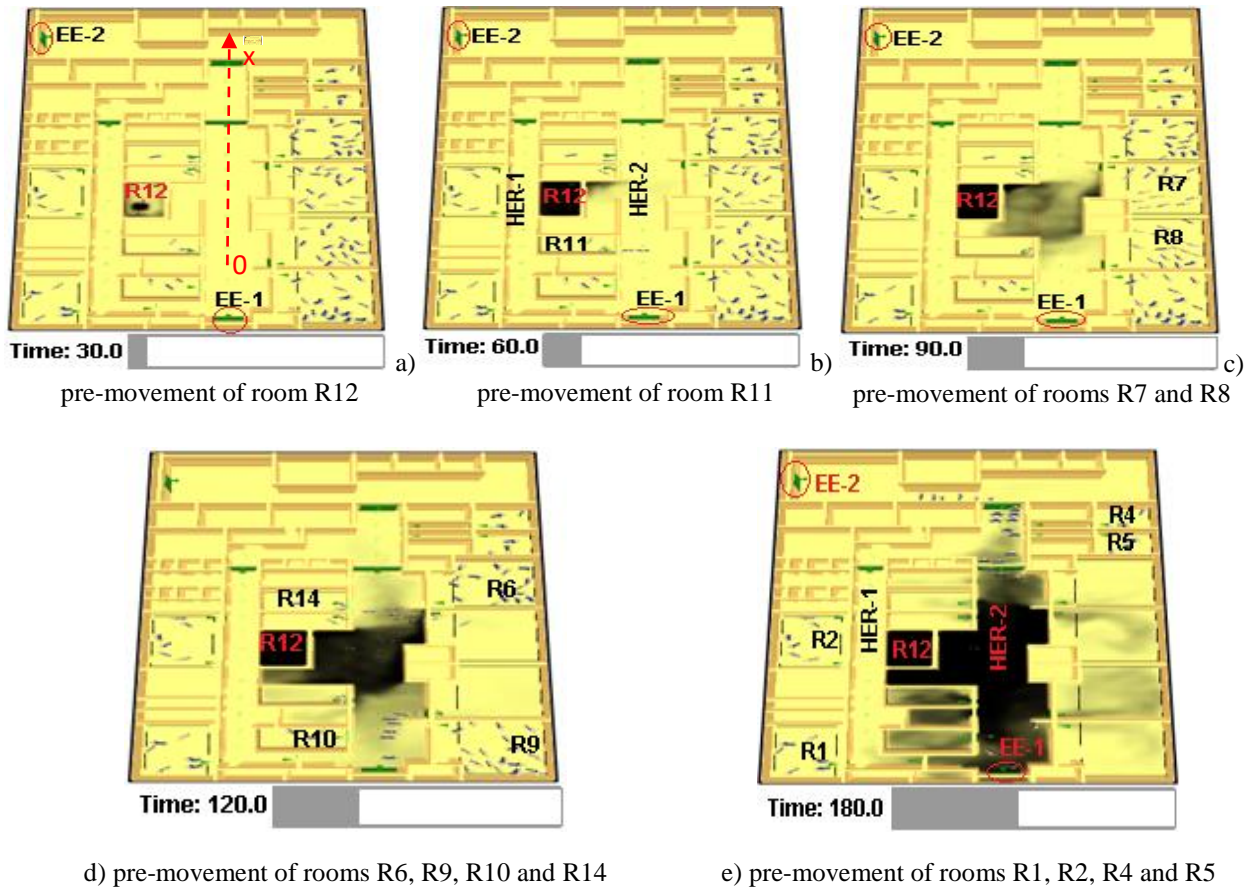 EE-2
X
R12
0
EE-1
Time: 30.0
a)
pre-movement of room R12
EE-2
HER-1
HER-2
R12
R11
EE-1
Time: 60.0
b)
pre-movement of room R11
EE-2
R12
R7
R8
EE-1
Time: 90.0
c)
pre-movement of rooms R7 and R8
R14
R6
R12
R10
R9
Time: 120.0
d) pre-movement of rooms R6, R9, R10 and R14
EE-2
R4
R5
HER-1
HER-2
R2
R12
R1
EE-1
Time: 180.0
e) pre-movement of rooms R1, R2, R4 and R5